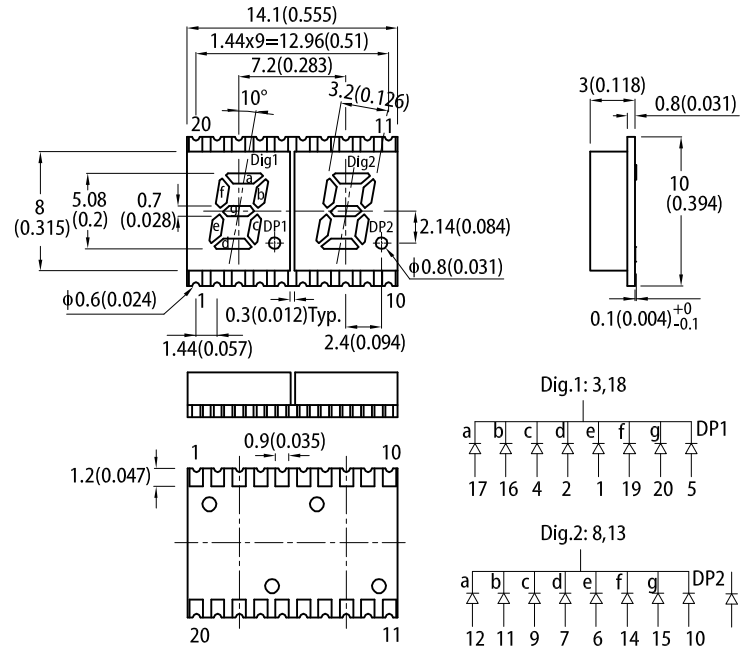 14.1(0.555)
1.44x9=12.96(0.51)
7.2(0.283)
10° 3.2(0.126)
20 11
Dig1 Dig2
a
f b
g
e c
d
DP1 DP2
8
(0.315)
5.08
(0.2)
0.7
(0.028)
2.14(0.084)
ϕ0.8(0.031)
ϕ0.6(0.024)
1 10
0.3(0.012)Typ.
1.44(0.057)
2.4(0.094)
3(0.118)
0.8(0.031)
10
(0.394)
0.1(0.004)+0
-0.1
1 0.9(0.035) 10
1.2(0.047)
20 11
Dig.1: 3,18
a b c d e f g DP1
17 16 4 2 1 19 20 5
Dig.2: 8,13
a b c d e f g DP2
12 11 9 7 6 14 15 10